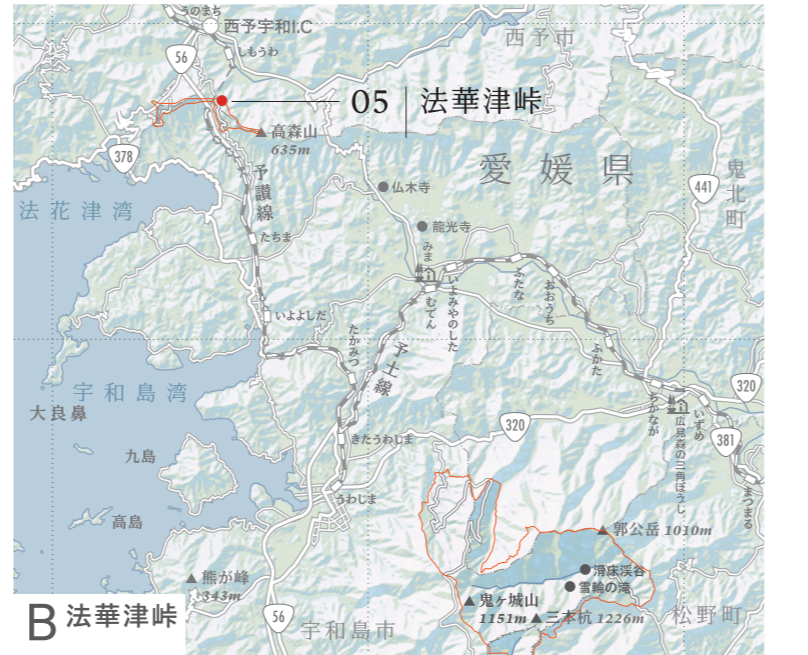 うのまち
西予宇和I.C
西予市
56
しもうわ
05 法華津峠
高森山
635m
378
愛媛県
鬼北町
441
仏木寺
予讃線
法花津湾
龍光寺
たちま
みま
いよみやのした
ふたな
おおうち
むでん
いよよしだ
たかみつ
予土線
ふかた
宇和島湾
大良鼻
320
ちかなが
広見森の三角ぼうし
いずめ
320
381
きたうわじま
九島
まつまる
うわじま
高島
郭公岳 1010m
滑床渓谷
雪輪の滝
熊が峰
343m
鬼ヶ城山
1151m
三本杭 1226m
松野町
56
宇和島市
B 法華津峠